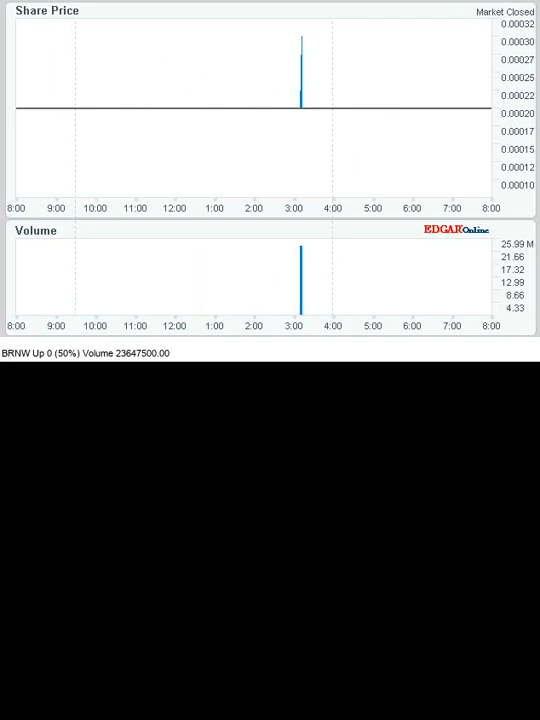 Share Price
Market Closed
0.00032
0.00030
0.00027
0.00025
0.00022
0.00020
0.00017
0.00015
0.00012
0.00010
8:00 9:00 10:00 11:00 12:00 1:00 2:00 3:00 4:00 5:00 6:00 7:00 8:00
Volume
EDGAR Online
25.99 M
21.66
17.32
12.99
8.66
4.33
8:00 9:00 10:00 11:00 12:00 1:00 2:00 3:00 4:00 5:00 6:00 7:00 8:00
BRNW Up 0 (50%) Volume 23647500.00